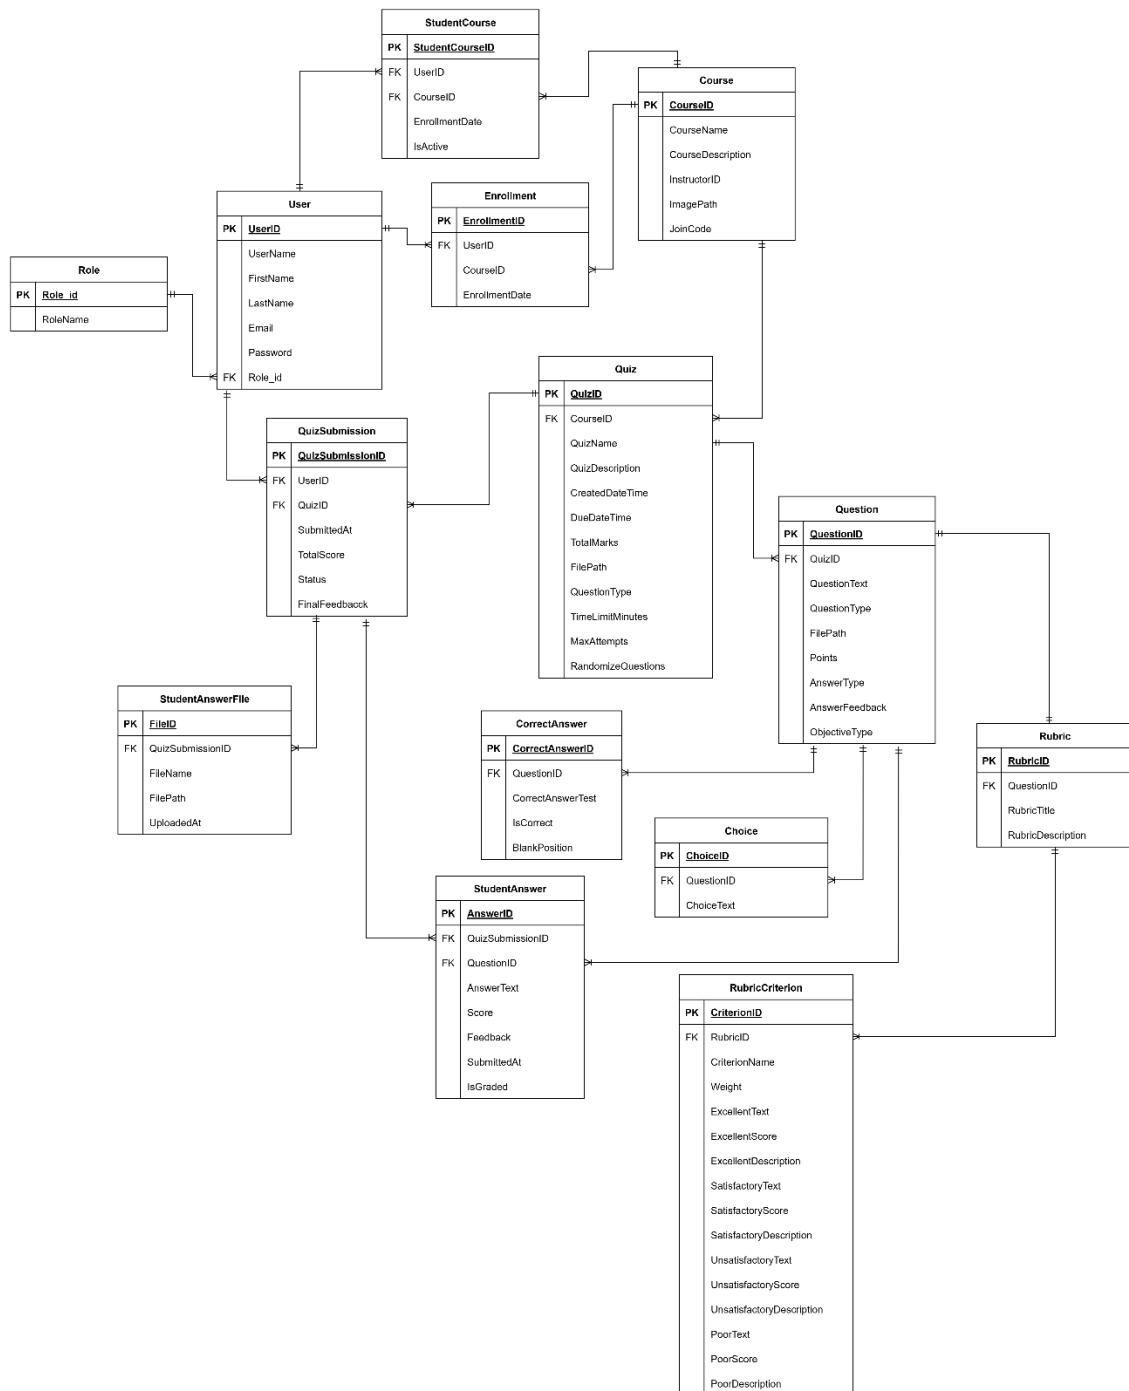 StudentCourse
PK StudentCourseID
FK UserID
FK CourseID
EnrollmentDate
IsActive
Course
PK CourseID
CourseName
CourseDescription
InstructorID
ImagePath
JoinCode
Enrollment
PK EnrollmentID
FK UserID
CourseID
EnrollmentDate
User
PK UserID
UserName
FirstName
LastName
Email
Password
FK Role_id
Role
PK Role_id
RoleName
Quiz
PK QuizID
FK CourseID
QuizName
QuizDescription
CreatedDateTime
DueDateTime
TotalMarks
FilePath
QuestionType
TimeLimitMinutes
MaxAttempts
RandomizeQuestions
QuizSubmission
PK QuizSubmissionID
FK UserID
FK QuizID
SubmittedAt
TotalScore
Status
FinalFeedbacck
Question
PK QuestionID
FK QuizID
QuestionText
QuestionType
FilePath
Points
AnswerType
AnswerFeedback
ObjectiveType
StudentAnswerFile
PK FileID
FK QuizSubmissionID
FileName
FilePath
UploadedAt
CorrectAnswer
PK CorrectAnswerID
FK QuestionID
CorrectAnswerTest
IsCorrect
BlankPosition
Rubric
PK RubricID
FK QuestionID
RubricTitle
RubricDescription
Choice
PK ChoiceID
FK QuestionID
ChoiceText
StudentAnswer
PK AnswerID
FK QuizSubmissionID
FK QuestionID
AnswerText
Score
Feedback
SubmittedAt
IsGraded
RubricCriterion
PK CriterionID
FK RubricID
CriterionName
Weight
ExcellentText
ExcellentScore
ExcellentDescription
SatisfactoryText
SatisfactoryScore
SatisfactoryDescription
UnsatisfactoryText
UnsatisfactoryScore
UnsatisfactoryDescription
PoorText
PoorScore
PoorDescription